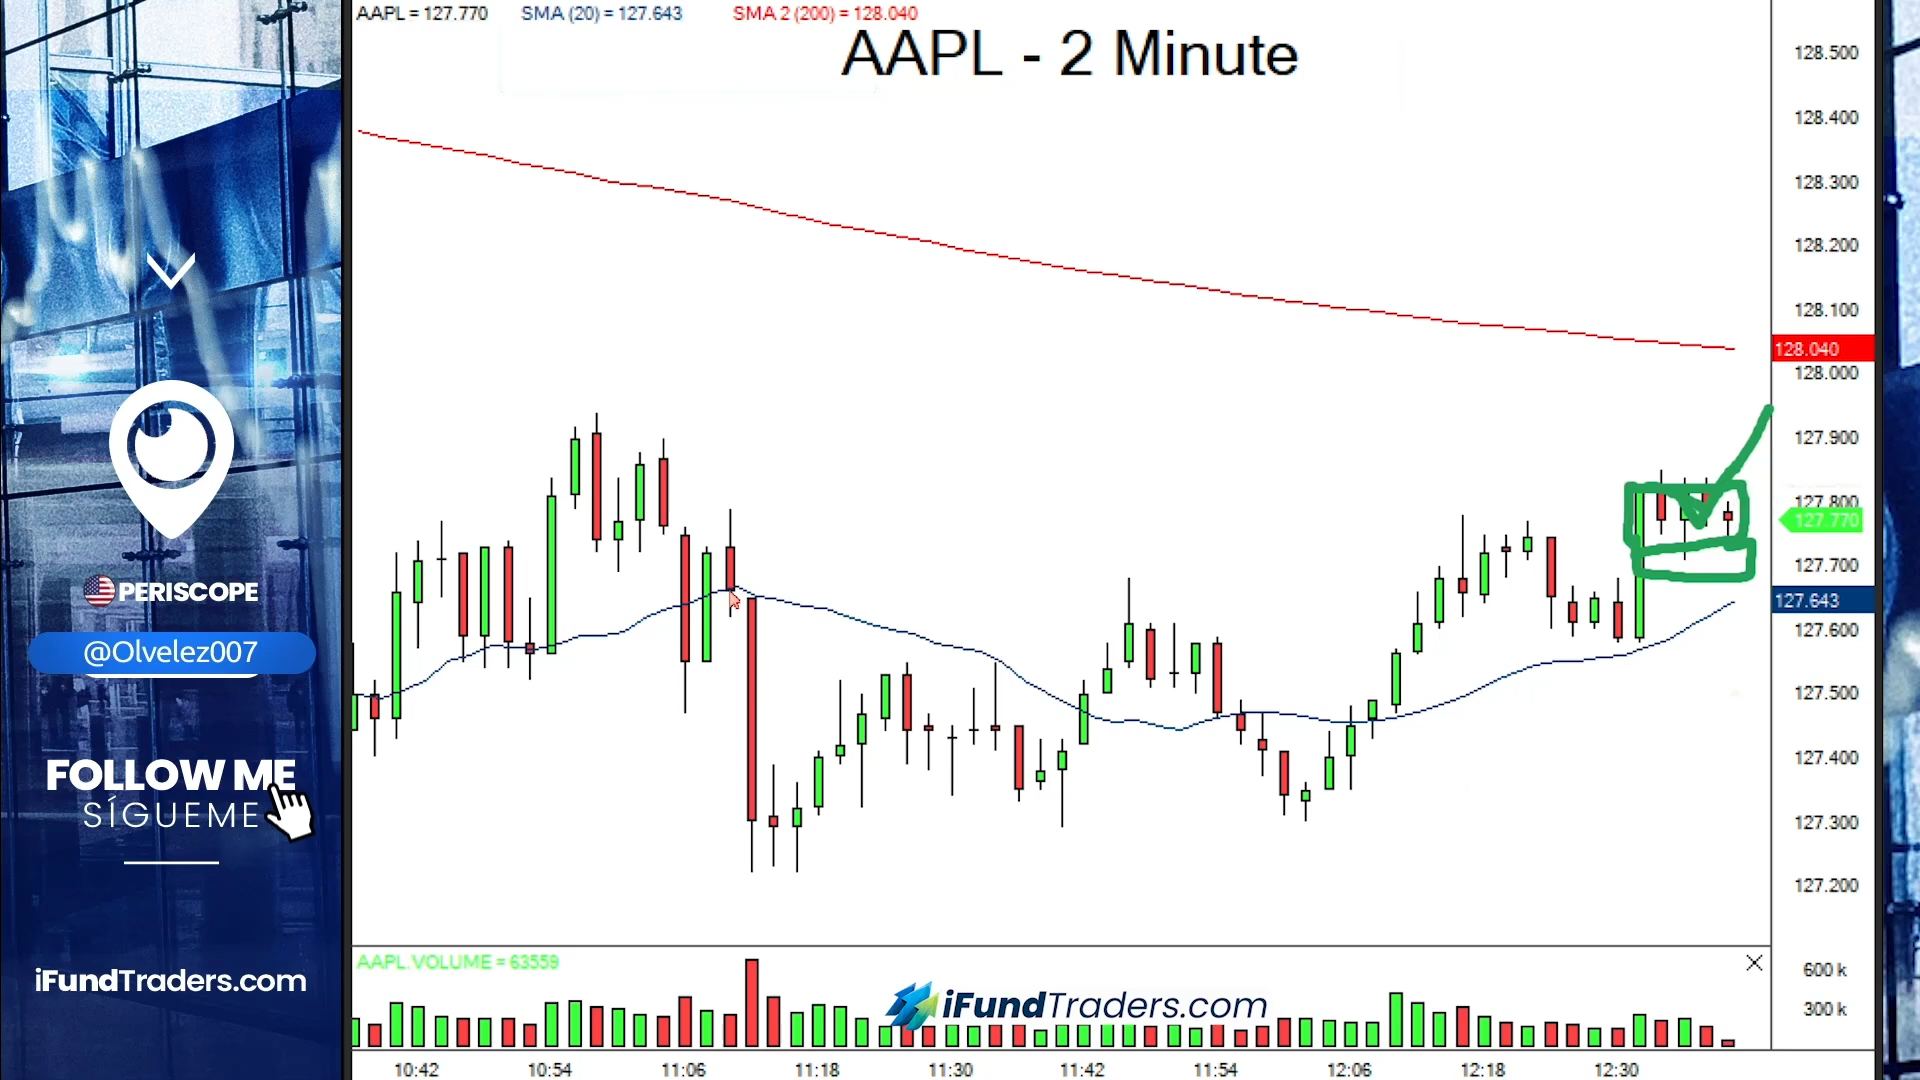 AAPL = 127.770 SMA (20) = 127.643 SMA 2 (200) = 128.040
AAPL - 2 Minute
128.500
128.400
128.300
128.200
128.100
128.040
128.000
127.900
127.800
127.770
127.700
127.643
127.600
127.500
127.400
127.300
127.200
PERISCOPE
@Olvelez007
FOLLOW ME
SÍGUEME
iFundTraders.com
AAPL.VOLUME = 63559
600 k
300 k
iFundTraders.com
10:42 10:54 11:06 11:18 11:30 11:42 11:54 12:06 12:18 12:30